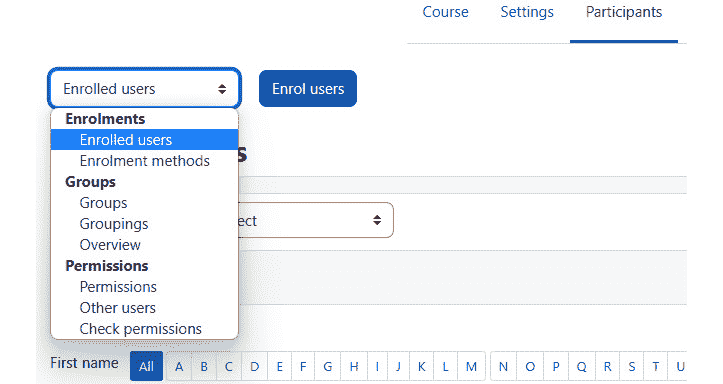 Course Settings Participants
Enrolled users Enrol users
Enrolments
Enrolled users
Enrolment methods
Groups
Groups
Groupings
Overview
Permissions
Permissions
Other users
Check permissions
First name All A B C D E F G H I J K L M N O P Q R S T U